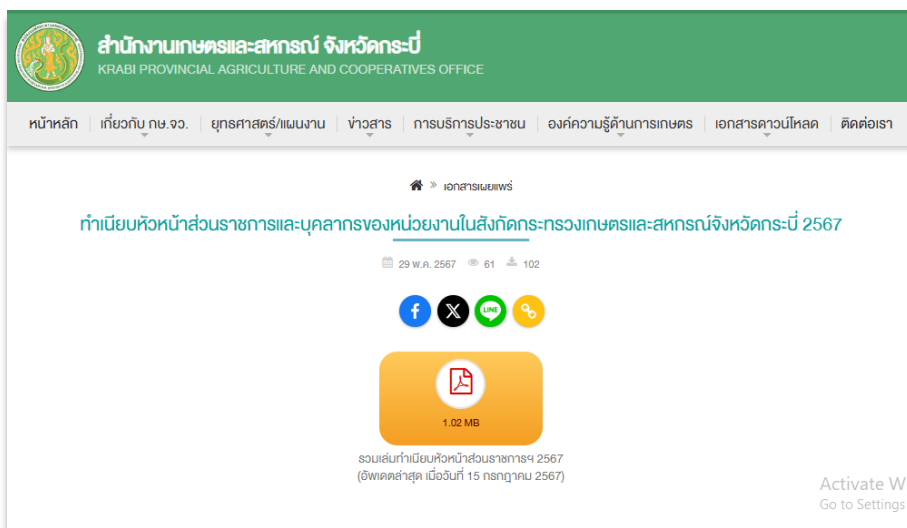 สำนักงานเกษตรและสหกรณ์ จังหวัดกระบี่
KRABI PROVINCIAL AGRICULTURE AND COOPERATIVES OFFICE
หน้าหลัก เกี่ยวกับ กษ.จว. ยุทธศาสตร์/แผนงาน ข่าวสาร การบริการประชาชน องค์ความรู้ด้านการเกษตร เอกสารดาวน์โหลด ติดต่อเรา
» เอกสารเผยแพร่
ทำเนียบหัวหน้าส่วนราชการและบุคลากรของหน่วยงานในสังกัดกระทรวงเกษตรและสหกรณ์จังหวัดกระบี่ 2567
29 พ.ค. 2567 61 102
LINE
1.02 MB
รวมเล่มทำเนียบหัวหน้าส่วนราชการฯ 2567
(อัพเดตล่าสุด เมื่อวันที่ 15 กรกฎาคม 2567)
Activate W
Go to Settings